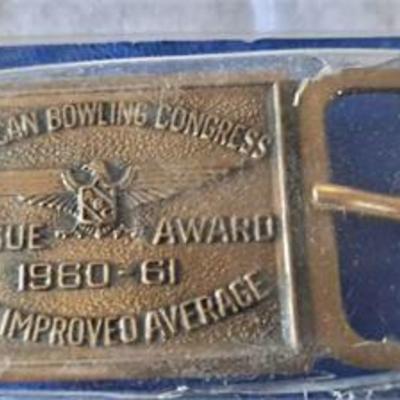 CAN BOWLING CONGRESS
GUE AWARD
1960-61
IMPROVED AVERAGE